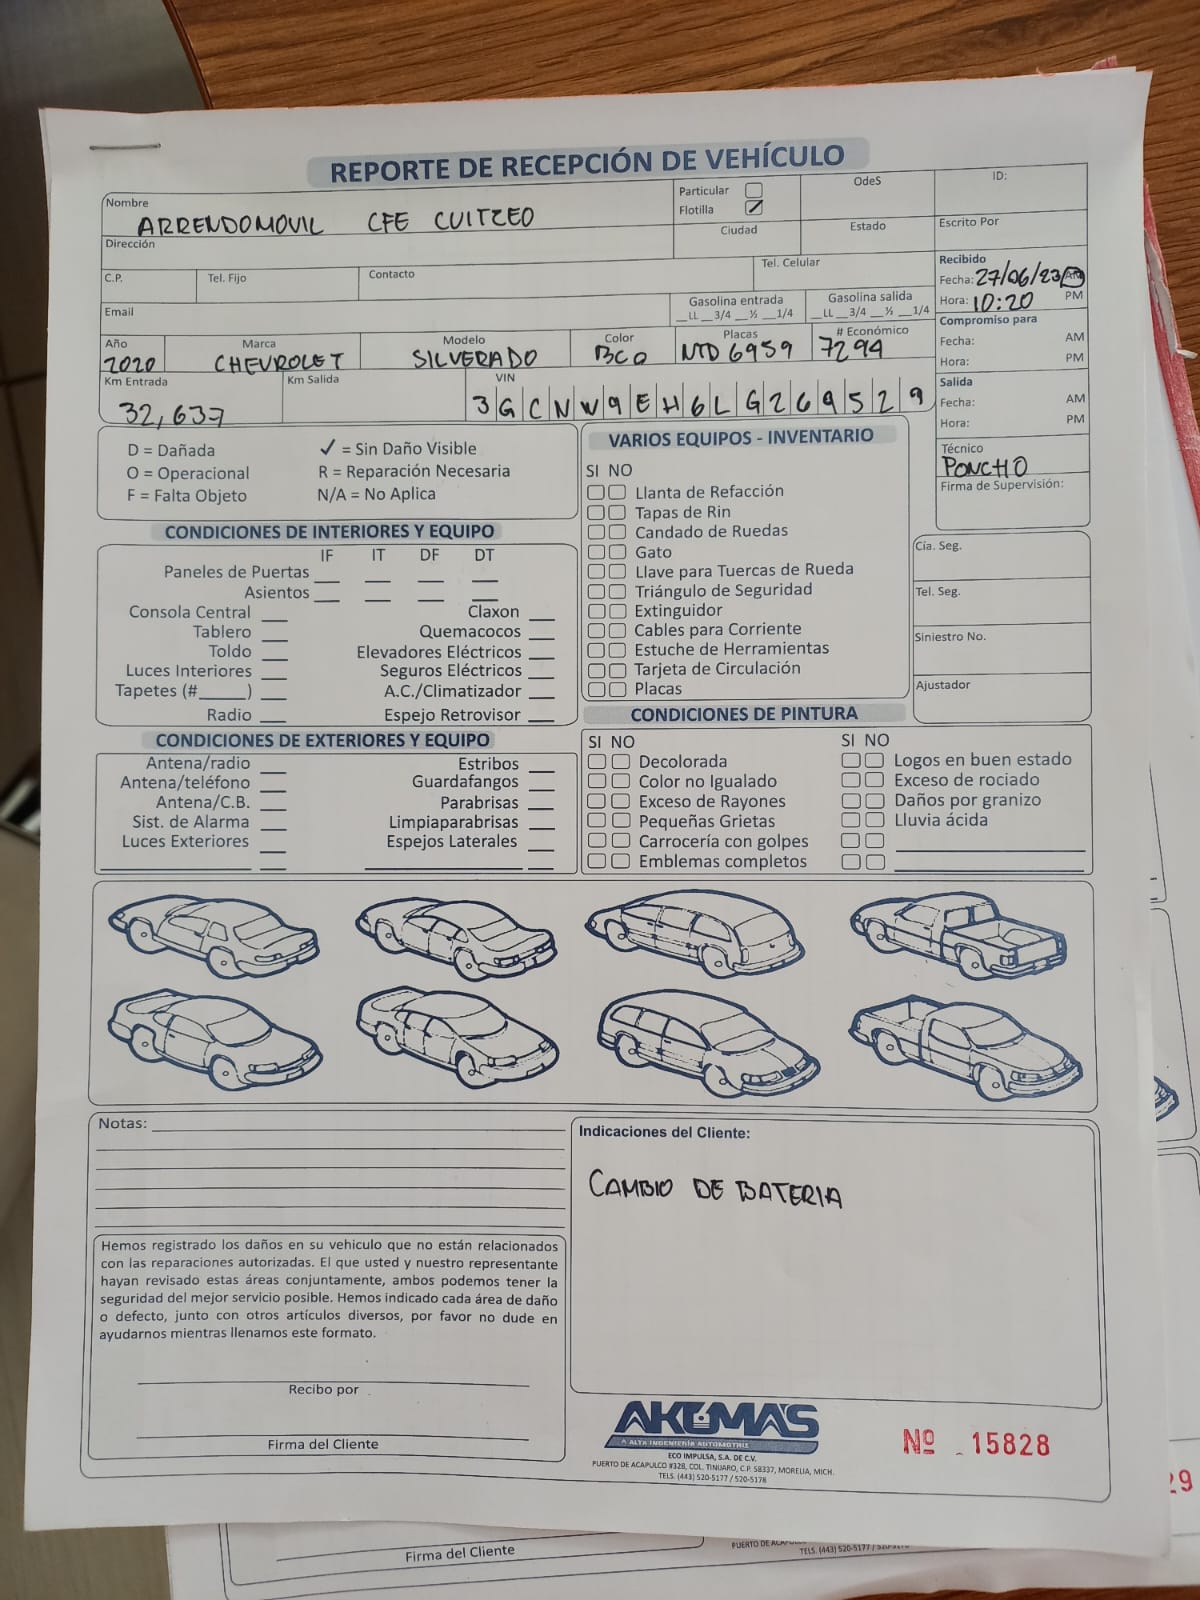 REPORTE DE RECEPCIÓN DE VEHÍCULO
Nombre
ARRENDOMOVIL CFE CUITZEO
Particular
Flotilla
OdeS
ID:
Dirección
Ciudad
Estado
Escrito Por
C.P.
Tel. Fijo
Contacto
Tel. Celular
Recibido
Fecha: 27/06/23 AM
Hora: 10:20 PM
Email
Gasolina entrada
__LL __3/4 __½ __1/4
Gasolina salida
__LL __3/4 __½ __1/4
Compromiso para
Fecha: AM
Hora: PM
Año
2020
Marca
CHEVROLET
Modelo
SILVERADO
Color
BCO
Placas
NTD 6959
# Económico
7294
Km Entrada
32,637
Km Salida
VIN
3GCNW9EH6LG269529
Salida
Fecha: AM
Hora: PM
Técnico
PONCHO
Firma de Supervisión:
D = Dañada
✓ = Sin Daño Visible
O = Operacional
R = Reparación Necesaria
F = Falta Objeto
N/A = No Aplica
VARIOS EQUIPOS - INVENTARIO
SI NO
Llanta de Refacción
Tapas de Rin
Candado de Ruedas
Gato
Llave para Tuercas de Rueda
Triángulo de Seguridad
Extinguidor
Cables para Corriente
Estuche de Herramientas
Tarjeta de Circulación
Placas
Cía. Seg.
Tel. Seg.
Siniestro No.
Ajustador
CONDICIONES DE INTERIORES Y EQUIPO
IF IT DF DT
Paneles de Puertas
Asientos
Consola Central
Claxon
Tablero
Quemacocos
Toldo
Elevadores Eléctricos
Luces Interiores
Seguros Eléctricos
Tapetes (#_____)
A.C./Climatizador
Radio
Espejo Retrovisor
CONDICIONES DE EXTERIORES Y EQUIPO
Antena/radio
Estribos
Antena/teléfono
Guardafangos
Antena/C.B.
Parabrisas
Sist. de Alarma
Limpiaparabrisas
Luces Exteriores
Espejos Laterales
CONDICIONES DE PINTURA
SI NO
Decolorada
Color no Igualado
Exceso de Rayones
Pequeñas Grietas
Carrocería con golpes
Emblemas completos
SI NO
Logos en buen estado
Exceso de rociado
Daños por granizo
Lluvia ácida
Notas:
Indicaciones del Cliente:
CAMBIO DE BATERIA
Hemos registrado los daños en su vehiculo que no están relacionados
con las reparaciones autorizadas. El que usted y nuestro representante
hayan revisado estas áreas conjuntamente, ambos podemos tener la
seguridad del mejor servicio posible. Hemos indicado cada área de daño
o defecto, junto con otros artículos diversos, por favor no dude en
ayudarnos mientras llenamos este formato.
Recibo por
Firma del Cliente
AKUMA'S
ALTA INGENIERÍA AUTOMOTRIZ
ECO IMPULSA, S.A. DE C.V.
PUERTO DE ACAPULCO #328, COL. TINIJARO, C.P. 58337, MORELIA, MICH.
TELS. (443) 520-5177 / 520-5178
Nº 15828
29
Firma del Cliente
PUERTO DE
TELS. (443) 520-5177 /